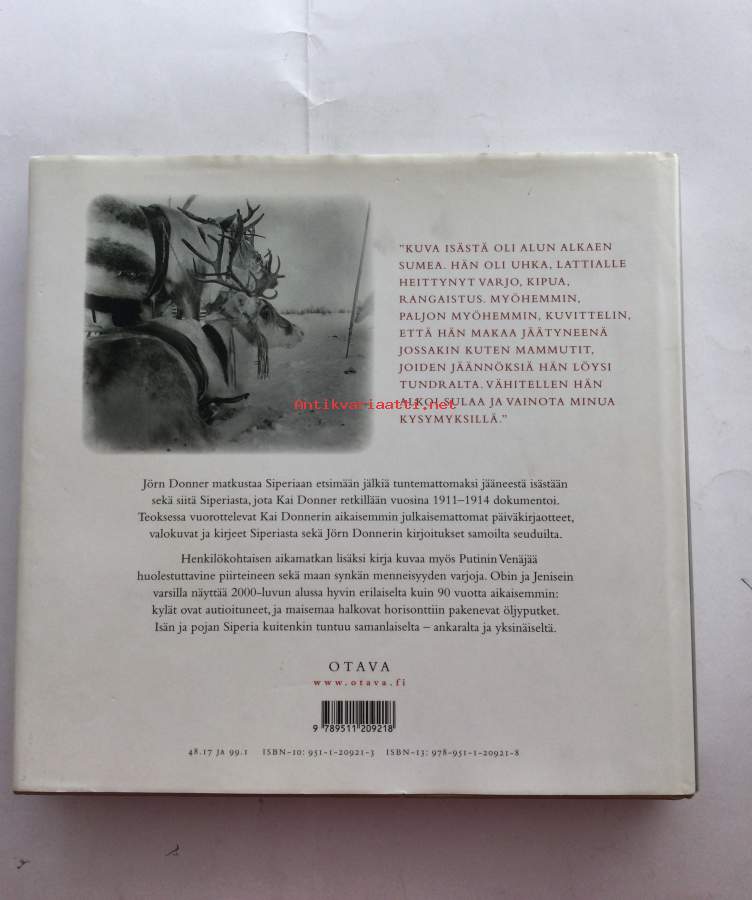 "KUVA ISÄSTÄ OLI ALUN ALKAEN
SUMEA. HÄN OLI UHKA, LATTIALLE
HEITTYNYT VARJO, KIPUA,
RANGAISTUS. MYÖHEMMIN,
PALJON MYÖHEMMIN, KUVITTELIN,
ETTÄ HÄN MAKAA JÄÄTYNEENÄ
JOSSAKIN KUTEN MAMMUTIT,
JOIDEN JÄÄNNÖKSIÄ HÄN LÖYSI
TUNDRALTA. VÄHITELLEN HÄN
ALKOI SULAA JA VAINOTA MINUA
KYSYMYKSILLÄ."
Antikvariaatti.net
Jörn Donner matkustaa Siperiaan etsimään jälkiä tuntemattomaksi jääneestä isästään
sekä siitä Siperiasta, jota Kai Donner retkillään vuosina 1911–1914 dokumentoi.
Teoksessa vuorottelevat Kai Donnerin aikaisemmin julkaisemattomat päiväkirjaotteet,
valokuvat ja kirjeet Siperiasta sekä Jörn Donnerin kirjoitukset samoilta seuduilta.
Henkilökohtaisen aikamatkan lisäksi kirja kuvaa myös Putinin Venäjää
huolestuttavine piirteineen sekä maan synkän menneisyyden varjoja. Obin ja Jenisein
varsilla näyttää 2000-luvun alussa hyvin erilaiselta kuin 90 vuotta aikaisemmin:
kylät ovat autioituneet, ja maisemaa halkovat horisonttiin pakenevat öljyputket.
Isän ja pojan Siperia kuitenkin tuntuu samanlaiselta – ankaralta ja yksinäiseltä.
OTAVA
www.otava.fi
9 789511 209218
48.17 JA 99.1 ISBN-10: 951-1-20921-3 ISBN-13: 978-951-1-20921-8